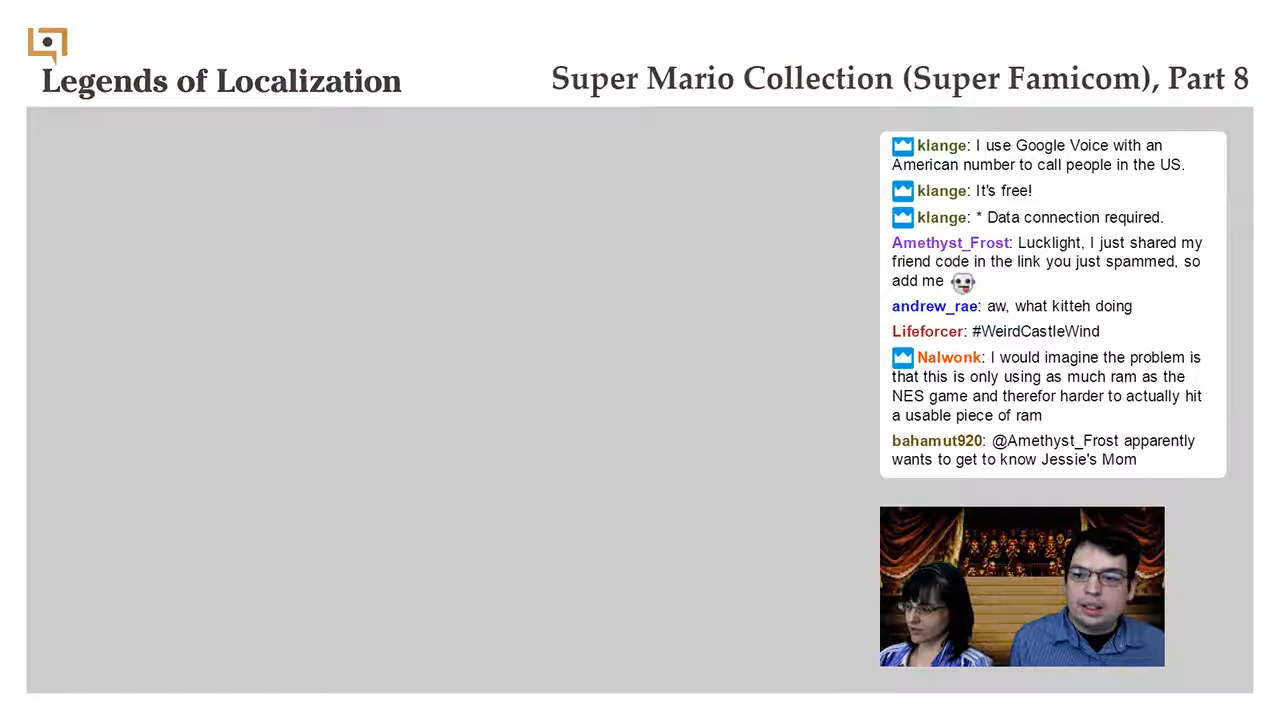 Legends of Localization
Super Mario Collection (Super Famicom), Part 8
klange: I use Google Voice with an
American number to call people in the US.
klange: It's free!
klange: * Data connection required.
Amethyst_Frost: Lucklight, I just shared my
friend code in the link you just spammed, so
add me
andrew_rae: aw, what kitteh doing
Lifeforcer: #WeirdCastleWind
Nalwonk: I would imagine the problem is
that this is only using as much ram as the
NES game and therefor harder to actually hit
a usable piece of ram
bahamut920: @Amethyst_Frost apparently
wants to get to know Jessie's Mom